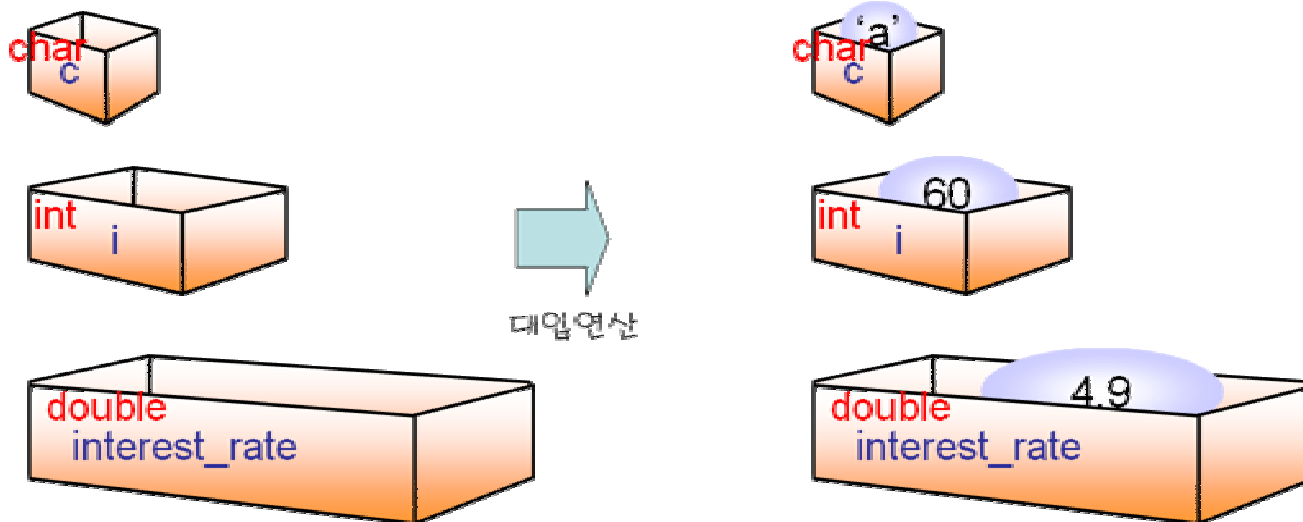 char
c
int
i
double
interest_rate
대입연산
'a'
char
c
60
int
i
4.9
double
interest_rate